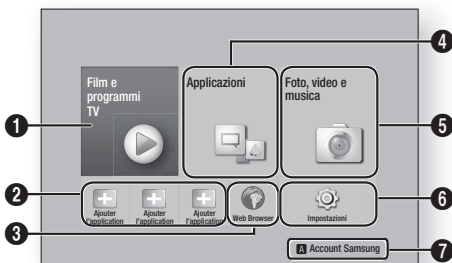 4
Film e
programmi
TV
Applicazioni
Foto, video e
musica
1
5
2
Ajouter
l'application
Ajouter
l'application
Ajouter
l'application
Web Browser
Impostazioni
6
3
A Account Samsung
7